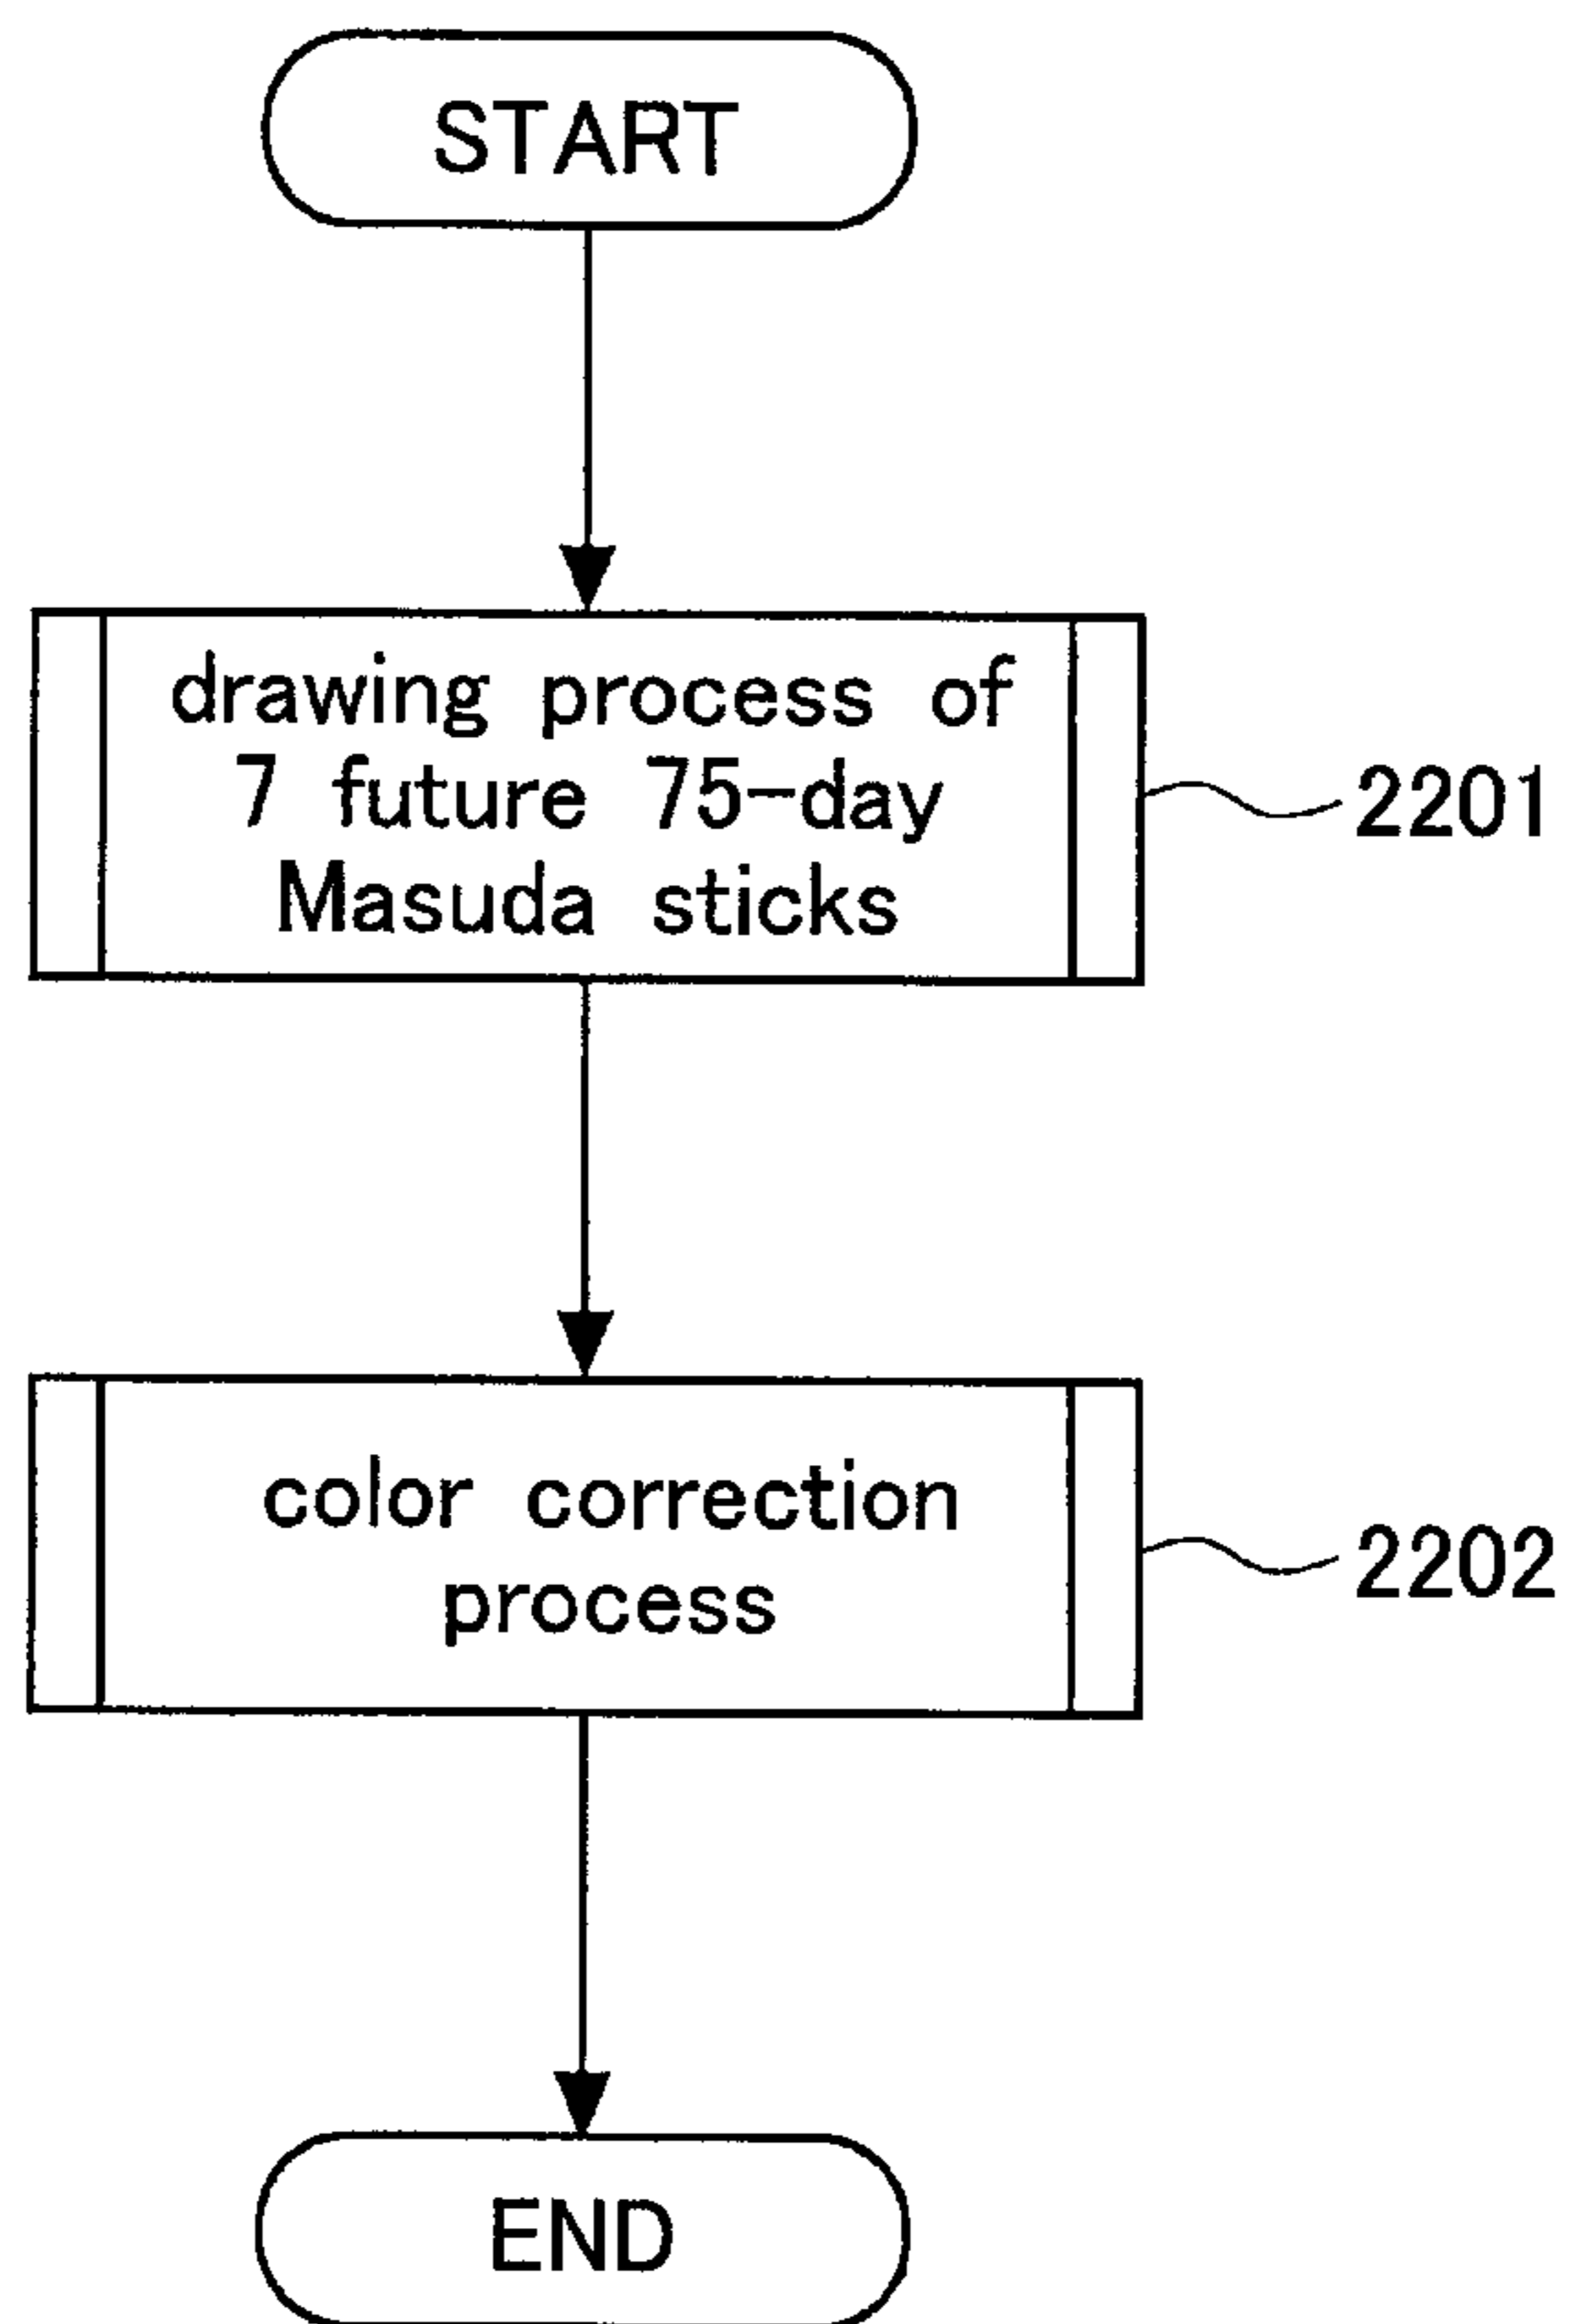 START
drawing process of
7 future 75-day
Masuda sticks
2201
color correction
process
2202
END